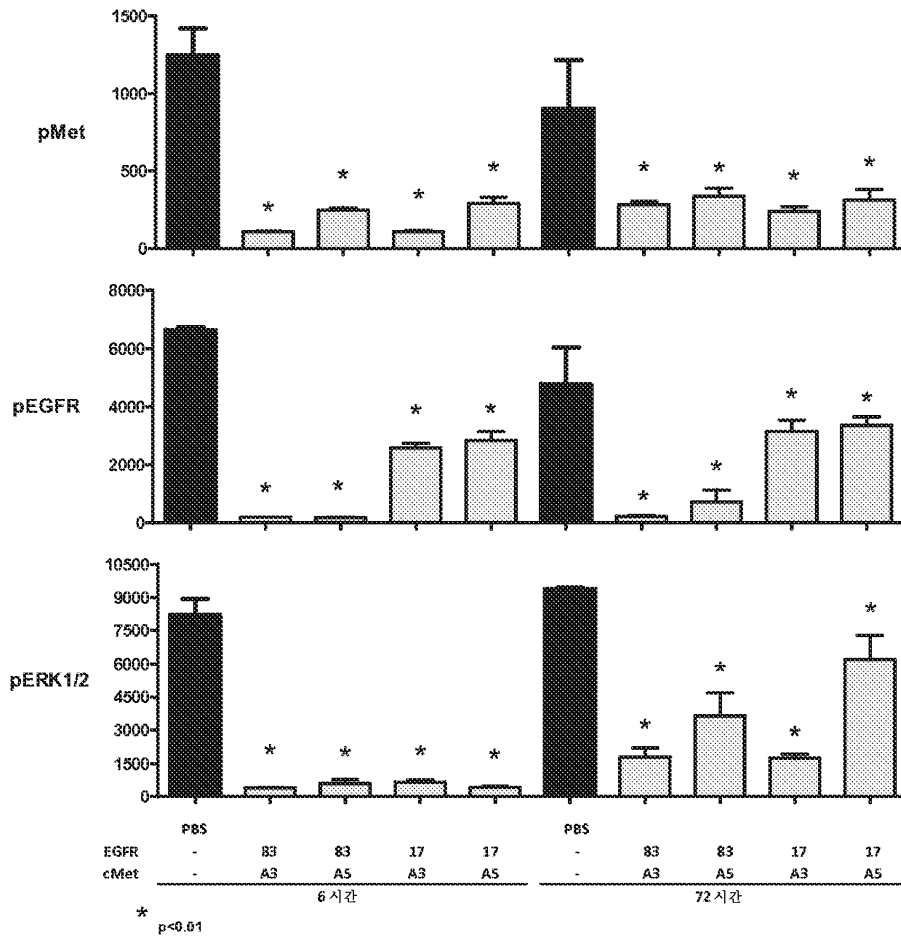 1500
1000
pMet
500
0
8000
6000
pEGFR
4000
2000
0
10500
9000
7500
6000
pERK1/2
4500
3000
1500
0
PBS PBS
EGFR - 83 83 17 17 - 83 83 17 17
cMet - A3 A5 A3 A5 - A3 A5 A3 A5
6 시간 72 시간
* p<0.01